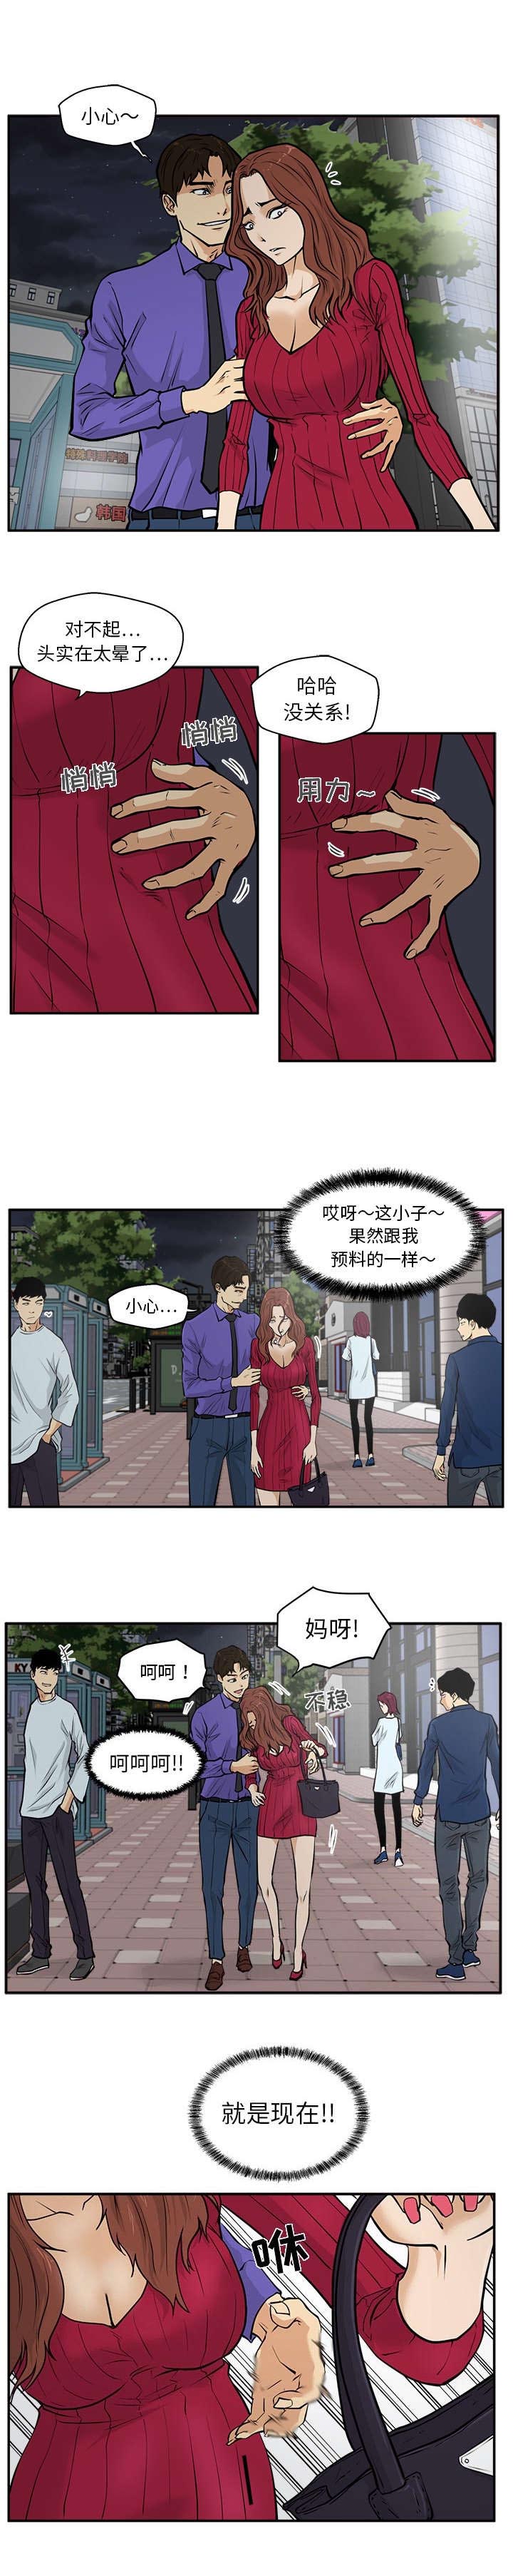 小心～
韩国
对不起...
头实在太晕了...
悄悄
悄悄
哈哈
没关系!
用力～
哎呀～这小子～
果然跟我
预料的一样～
小心...
妈呀!
呵呵！
不稳
KY
呵呵呵!!
就是现在!!
咻